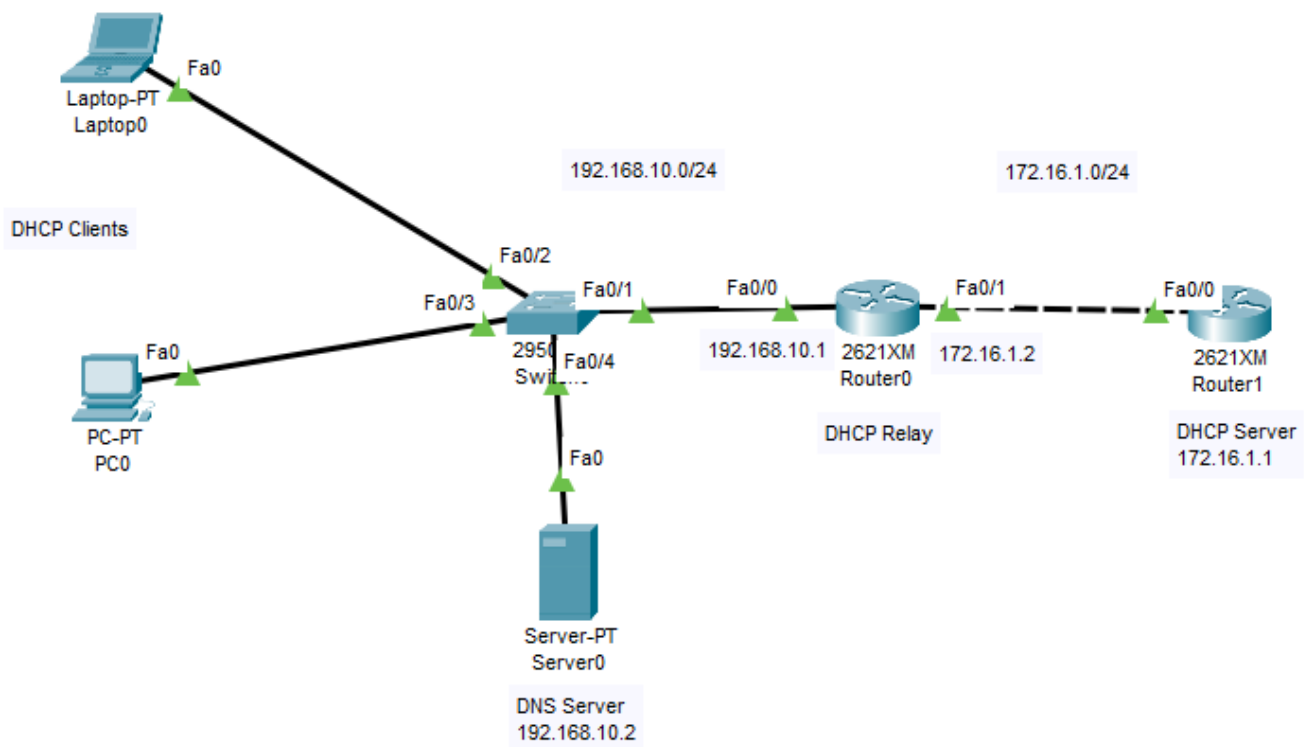 Fa0
Laptop-PT
Laptop0
192.168.10.0/24
172.16.1.0/24
DHCP Clients
Fa0/2
Fa0/3
Fa0/1
Fa0/0
Fa0/1
Fa0/0
Fa0
2950
Fa0/4
192.168.10.1
2621XM
Router0
172.16.1.2
2621XM
Router1
PC-PT
PC0
DHCP Relay
DHCP Server
172.16.1.1
Fa0
Server-PT
Server0
DNS Server
192.168.10.2